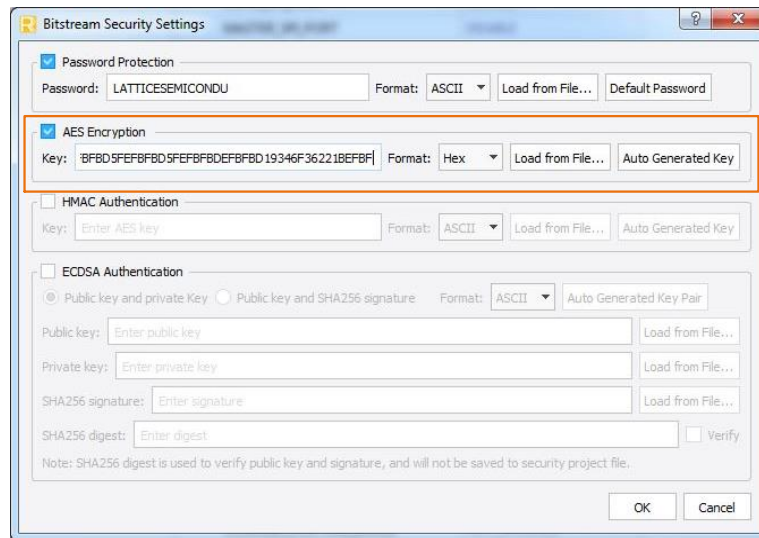 Bitstream Security Settings
Password Protection
Password: LATTICESEMICONDU Format: ASCII Load from File... Default Password
AES Encryption
Key: BFBD5FEFBFBD5FEFBFBDEFBFBD19346F36221BEFBF Format: Hex Load from File... Auto Generated Key
HMAC Authentication
Key: Enter AES key Format: ASCII Load from File... Auto Generated Key
ECDSA Authentication
Public key and private Key Public key and SHA256 signature Format: ASCII Auto Generated Key Pair
Public key: Enter public key Load from File...
Private key: Enter private key Load from File...
SHA256 signature: Enter signature Load from File...
SHA256 digest: Enter digest Verify
Note: SHA256 digest is used to verify public key and signature, and will not be saved to security project file.
OK Cancel